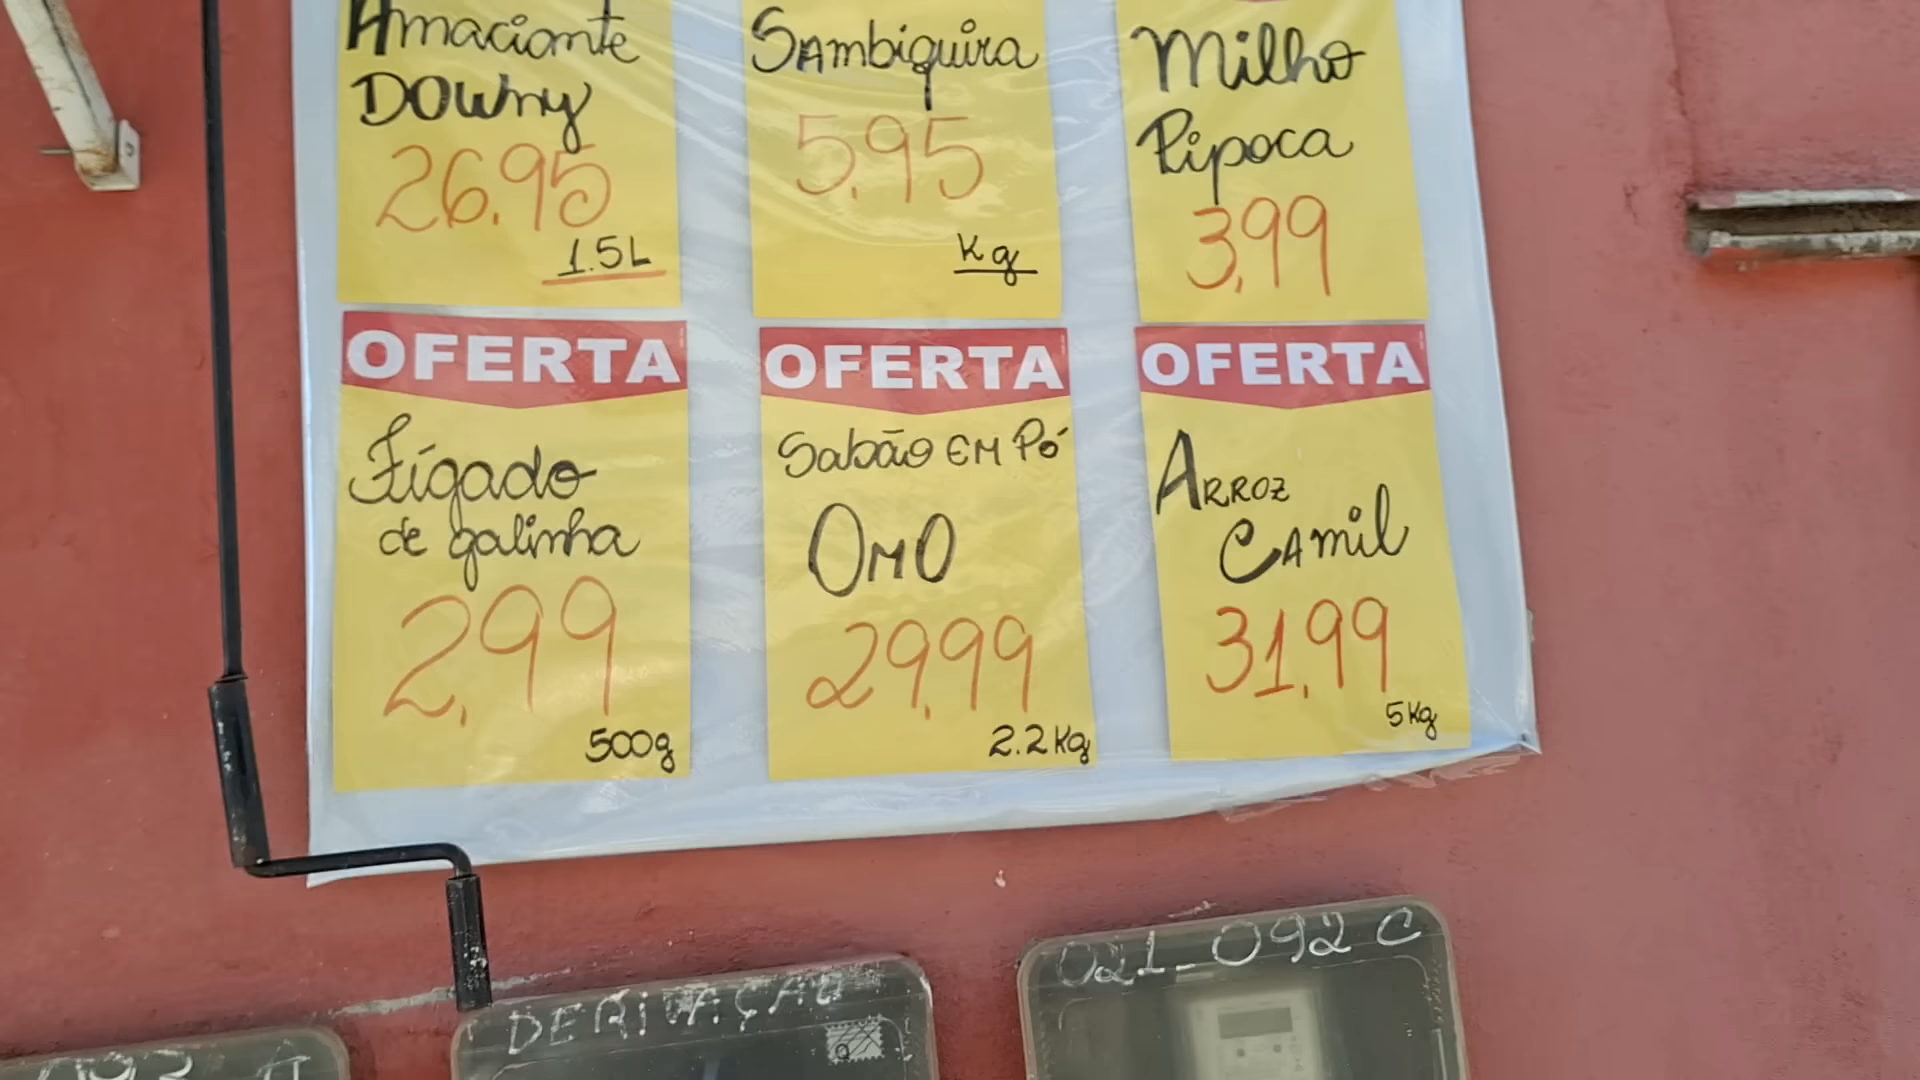 Amaciante
DOWNY
26.95
1.5L
SAmbiquira
5,95
Kg
Milho
Pipoca
3,99
OFERTA
Fígado
de galinha
2,99
500g
OFERTA
Sabão EM Pó
OMO
29,99
2.2Kg
OFERTA
ARROZ
CAmil
31,99
5Kg
DERIVAÇÃO
021_092 C